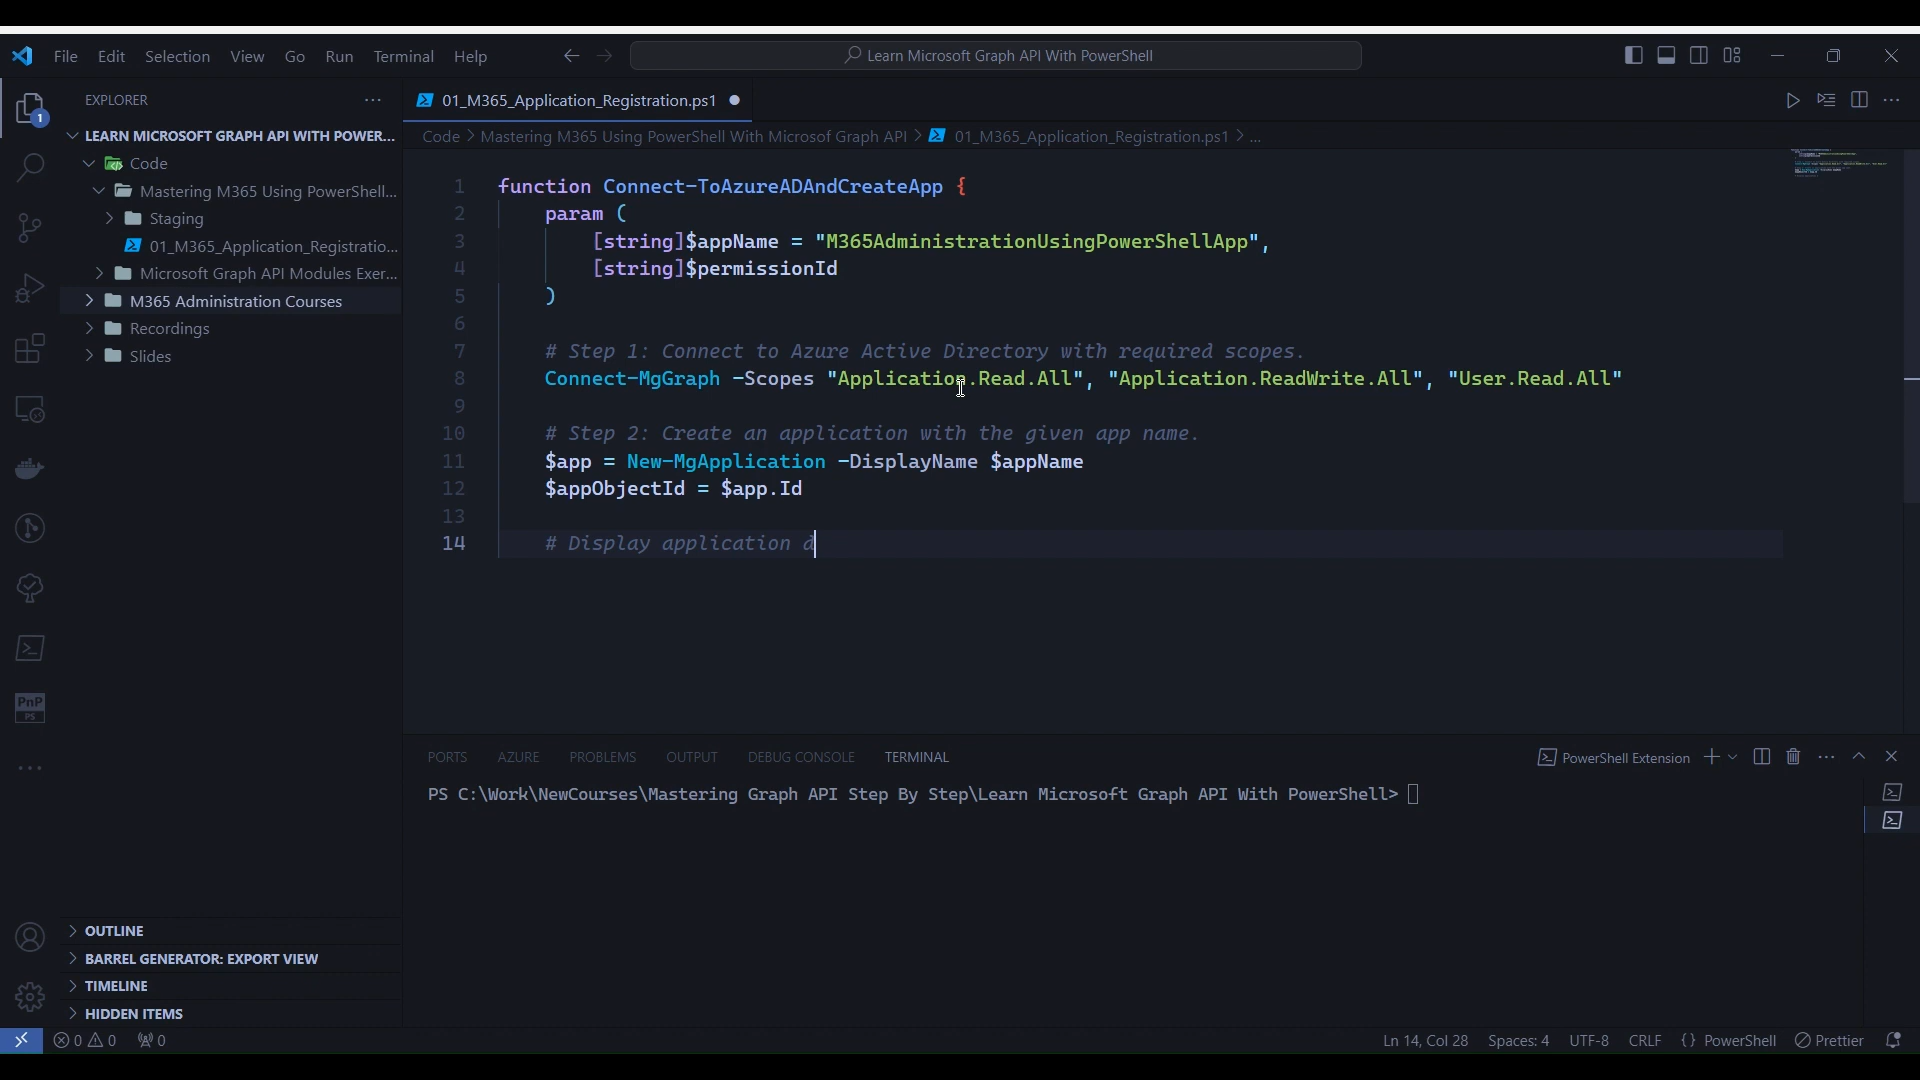 File Edit Selection View Go Run Terminal Help
Learn Microsoft Graph API With PowerShell
EXPLORER
1
LEARN MICROSOFT GRAPH API WITH POWER...
Code
Mastering M365 Using PowerShell...
Staging
01_M365_Application_Registratio...
Microsoft Graph API Modules Exer...
M365 Administration Courses
Recordings
Slides
PnP
PS
OUTLINE
BARREL GENERATOR: EXPORT VIEW
TIMELINE
HIDDEN ITEMS
01_M365_Application_Registration.ps1
Code > Mastering M365 Using PowerShell With Microsof Graph API > 01_M365_Application_Registration.ps1 > ...
1 function Connect-ToAzureADAndCreateApp {
2 param (
3 [string]$appName = "M365AdministrationUsingPowerShellApp",
4 [string]$permissionId
5 )
6
7 # Step 1: Connect to Azure Active Directory with required scopes.
8 Connect-MgGraph -Scopes "Application.Read.All", "Application.ReadWrite.All", "User.Read.All"
9
10 # Step 2: Create an application with the given app name.
11 $app = New-MgApplication -DisplayName $appName
12 $appObjectId = $app.Id
13
14 # Display application d
PORTS AZURE PROBLEMS OUTPUT DEBUG CONSOLE TERMINAL
PowerShell Extension
PS C:\Work\NewCourses\Mastering Graph API Step By Step\Learn Microsoft Graph API With PowerShell>
0 0 0
Ln 14, Col 28 Spaces: 4 UTF-8 CRLF {} PowerShell Prettier